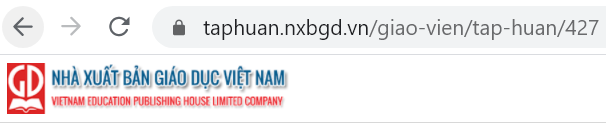 taphuan.nxbgd.vn/giao-vien/tap-huan/427
GD
NHÀ XUẤT BẢN GIÁO DỤC VIỆT NAM
VIETNAM EDUCATION PUBLISHING HOUSE LIMITED COMPANY